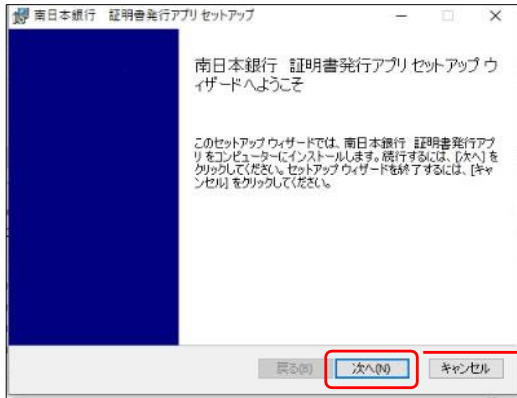 南日本銀行　証明書発行アプリ セットアップ
南日本銀行　証明書発行アプリ セットアップ ウ
ィザードへようこそ
このセットアップ ウィザードでは、南日本銀行　証明書発行アプ
リ をコンピューターにインストールします。続行するには、[次へ] を
クリックしてください。セットアップ ウィザードを終了するには、[キャ
ンセル] をクリックしてください。
戻る(B) 次へ(N) キャンセル